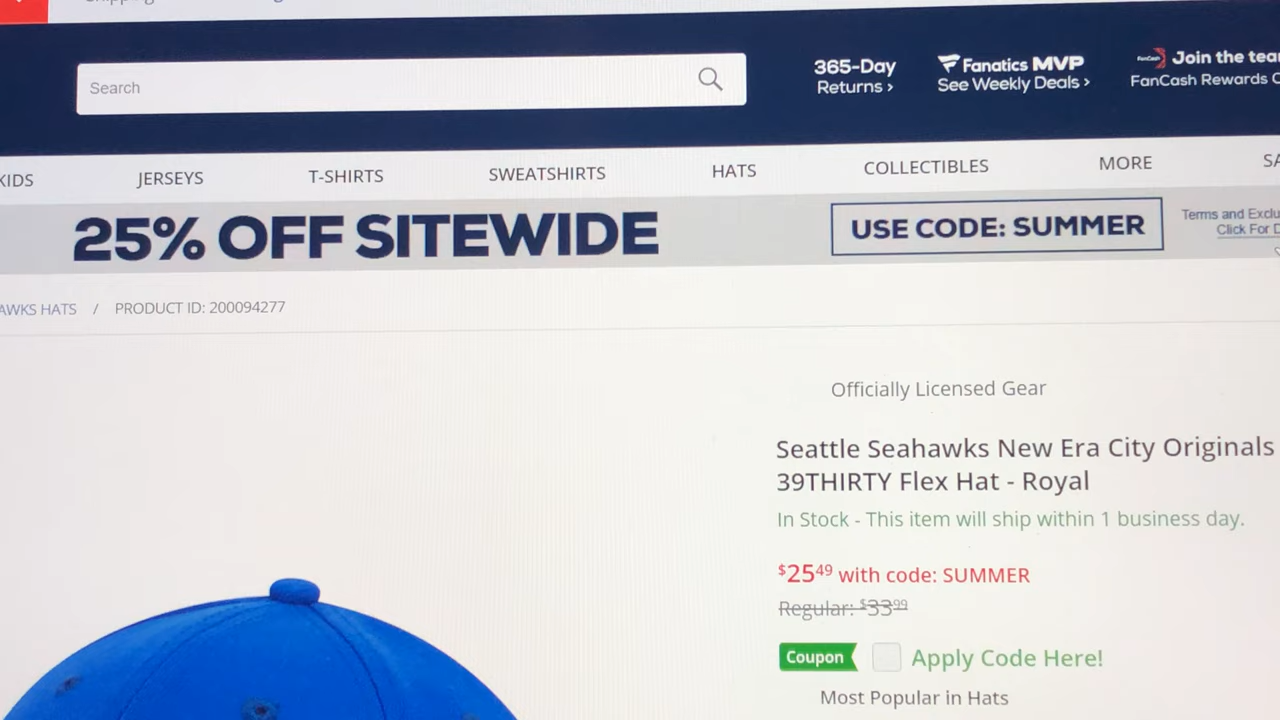 Search
365-Day
Returns ›
Fanatics MVP
See Weekly Deals ›
FanCash
Join the
FanCash Rewards
KIDS
JERSEYS
T-SHIRTS
SWEATSHIRTS
HATS
COLLECTIBLES
MORE
25% OFF SITEWIDE
USE CODE: SUMMER
Terms and
Click For
HATS / PRODUCT ID: 200094277
Officially Licensed Gear
Seattle Seahawks New Era City Originals
39THIRTY Flex Hat - Royal
In Stock - This item will ship within 1 business day.
$25.49 with code: SUMMER
Regular: $33.99
Coupon
Apply Code Here!
Most Popular in Hats